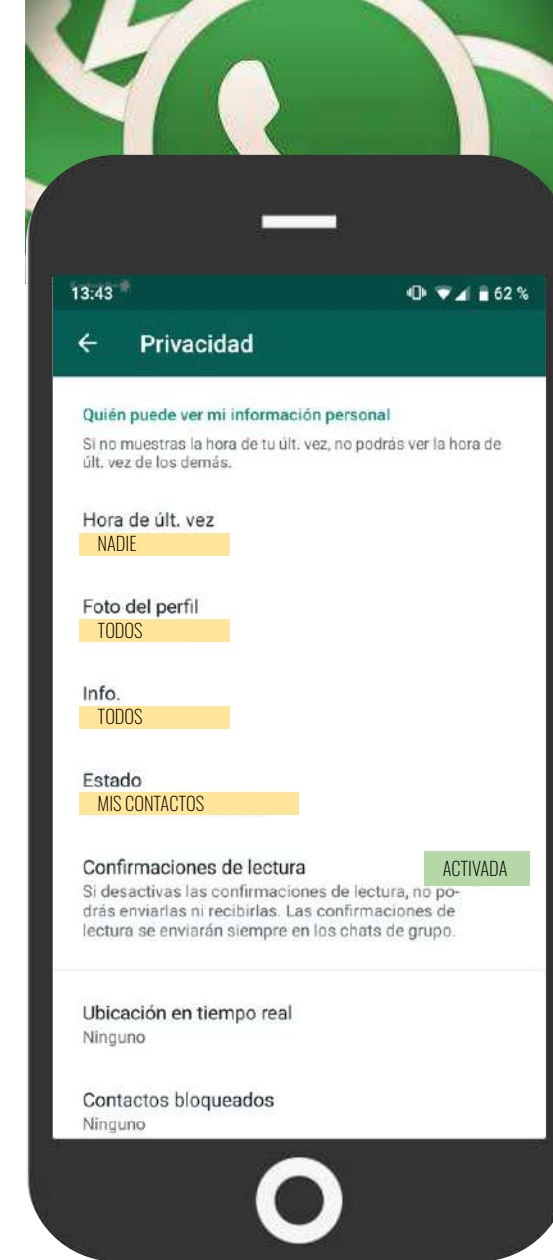 13:43
62 %
Privacidad
Quién puede ver mi información personal
Si no muestras la hora de tu últ. vez, no podrás ver la hora de
últ. vez de los demás.
Hora de últ. vez
NADIE
Foto del perfil
TODOS
Info.
TODOS
Estado
MIS CONTACTOS
Confirmaciones de lectura
ACTIVADA
Si desactivas las confirmaciones de lectura, no po-
drás enviarlas ni recibirlas. Las confirmaciones de
lectura se enviarán siempre en los chats de grupo.
Ubicación en tiempo real
Ninguno
Contactos bloqueados
Ninguno